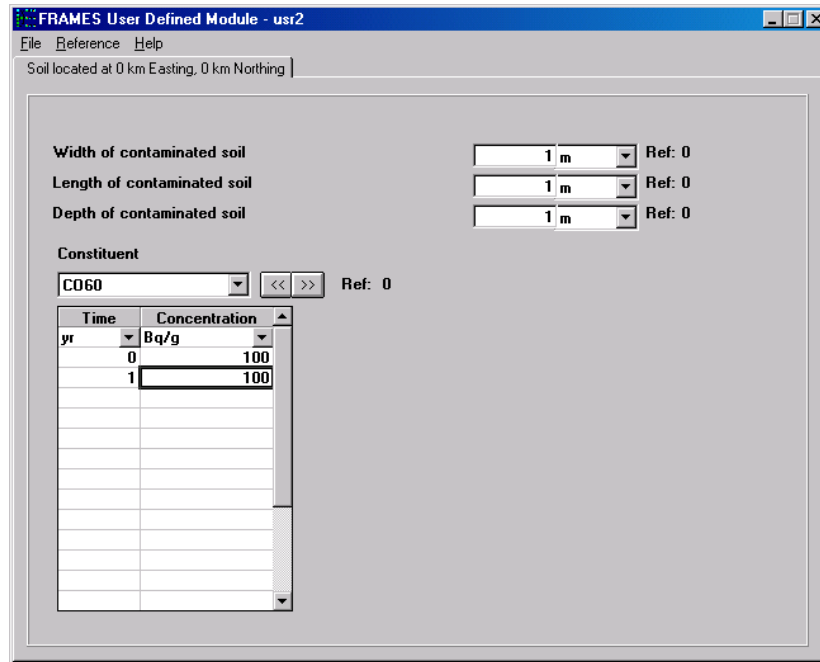 FRAMES User Defined Module - usr2
File Reference Help
Soil located at 0 km Easting, 0 km Northing
Width of contaminated soil 1 m Ref: 0
Length of contaminated soil 1 m Ref: 0
Depth of contaminated soil 1 m Ref: 0
Constituent
CO60 << >> Ref: 0
Time Concentration
yr Bq/g
0 100
1 100